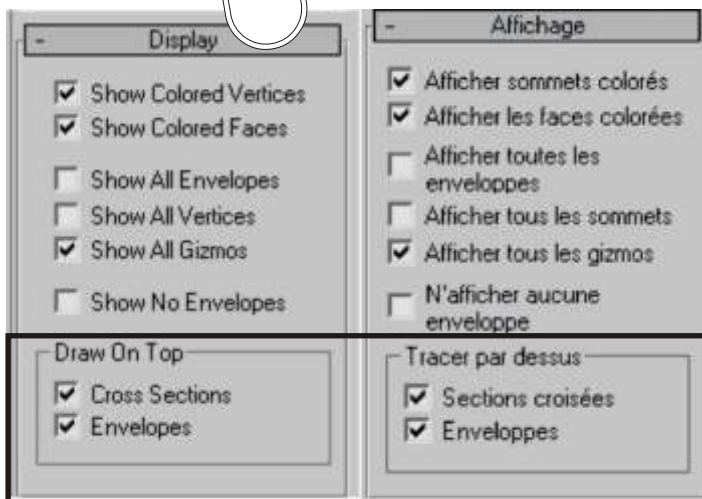 Display
Show Colored Vertices
Show Colored Faces
Show All Envelopes
Show All Vertices
Show All Gizmos
Show No Envelopes
Draw On Top
Cross Sections
Envelopes
Affichage
Afficher sommets colorés
Afficher les faces colorées
Afficher toutes les
enveloppes
Afficher tous les sommets
Afficher tous les gizmos
N'afficher aucune
enveloppe
Tracer par dessus
Sections croisées
Enveloppes